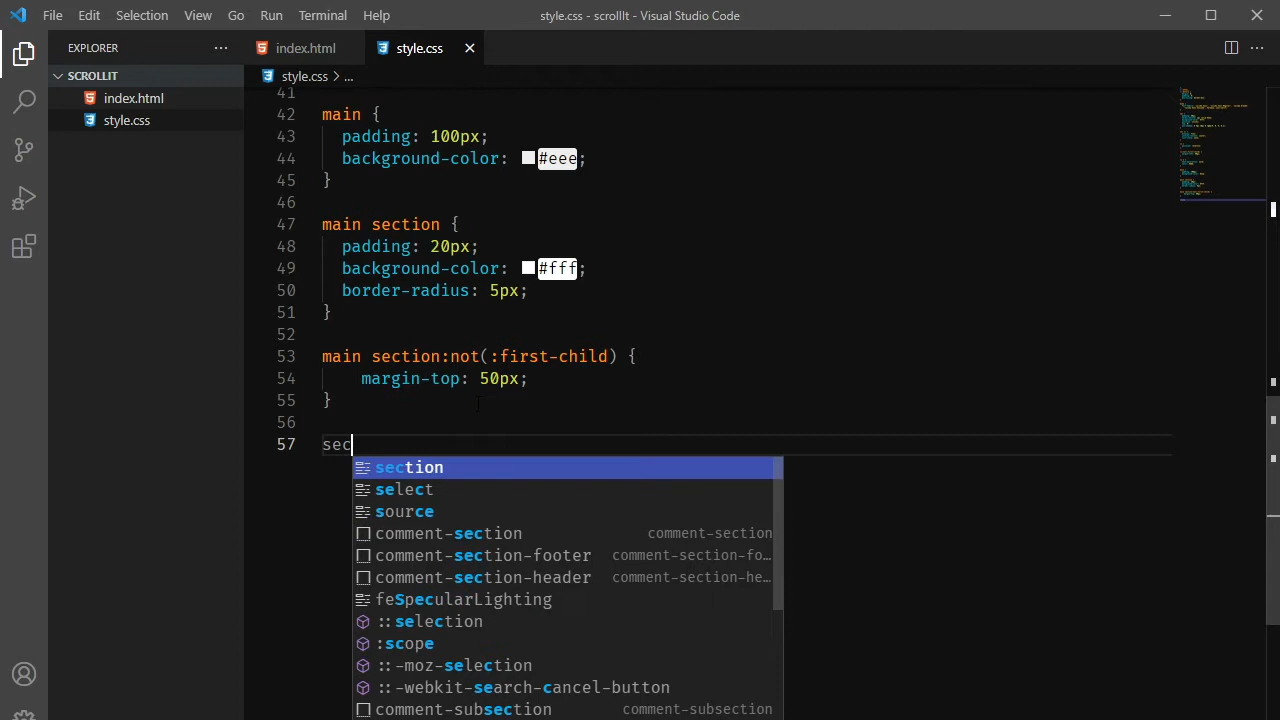 File Edit Selection View Go Run Terminal Help style.css - scrollIt - Visual Studio Code
EXPLORER ··· index.html style.css
SCROLLIT style.css > ...
index.html
style.css
41
42 main {
43 padding: 100px;
44 background-color: #eee;
45 }
46
47 main section {
48 padding: 20px;
49 background-color: #fff;
50 border-radius: 5px;
51 }
52
53 main section:not(:first-child) {
54 margin-top: 50px;
55 }
56
57 sec
section
select
source
comment-section comment-section
comment-section-footer comment-section-fo…
comment-section-header comment-section-he…
feSpecularLighting
::selection
:scope
::-moz-selection
::-webkit-search-cancel-button
comment-subsection comment-subsection